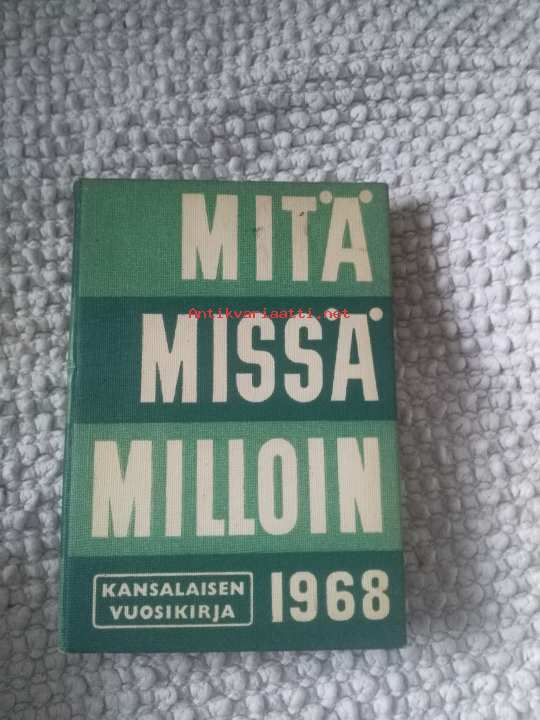 MITÄ
Antikvariaatti.net
MISSÄ
MILLOIN
KANSALAISEN
VUOSIKIRJA
1968